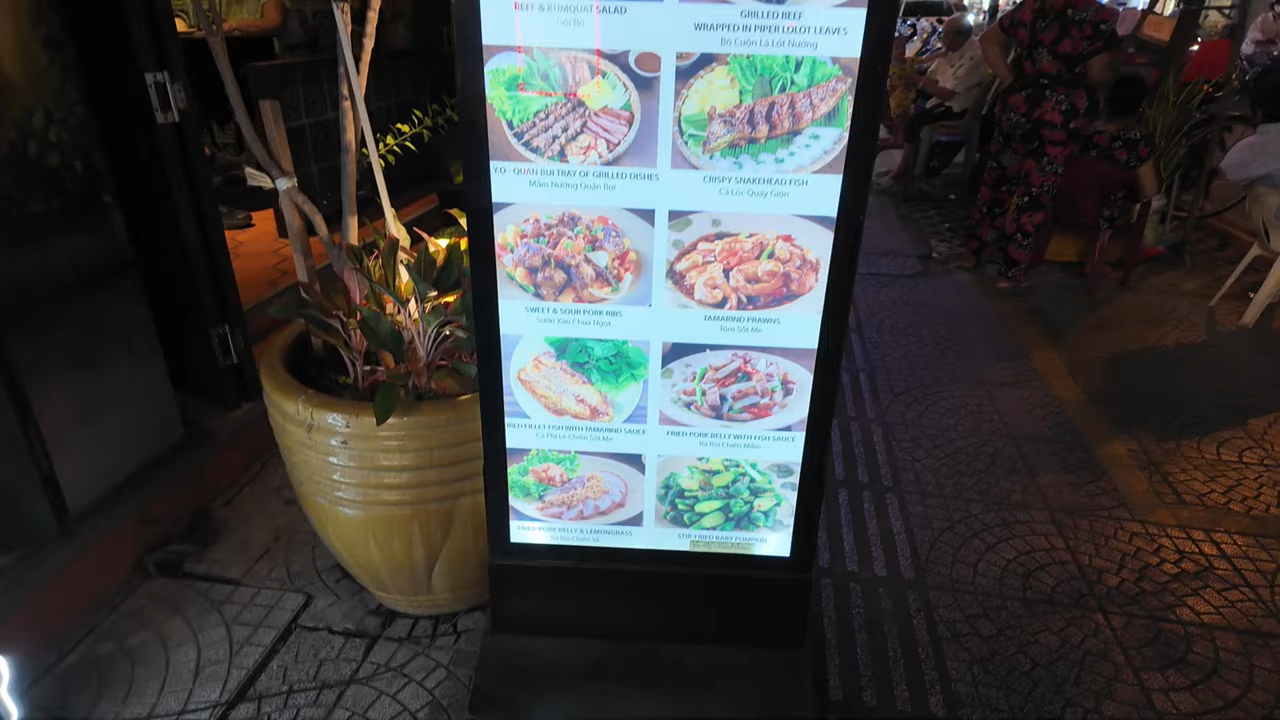 BEEF & KUMQUAT SALAD
Gỏi Bò
GRILLED BEEF
WRAPPED IN PIPER LOLOT LEAVES
Bò Cuộn Lá Lốt Nướng
Y.O - QUÁN BỤI TRAY OF GRILLED DISHES
Mâm Nướng Quán Bụi
CRISPY SNAKEHEAD FISH
Cá Lóc Quay Giòn
SWEET & SOUR PORK RIBS
Sườn Xào Chua Ngọt
TAMARIND PRAWNS
Tôm Sốt Me
FRIED FILLET FISH WITH TAMARIND SAUCE
Cá Phi Lê Chiên Sốt Me
FRIED PORK BELLY WITH FISH SAUCE
Ba Rọi Chiên Mắm
FRIED PORK BELLY & LEMONGRASS
Ba Rọi Chiên Sả
STIR-FRIED BABY PUMPKIN